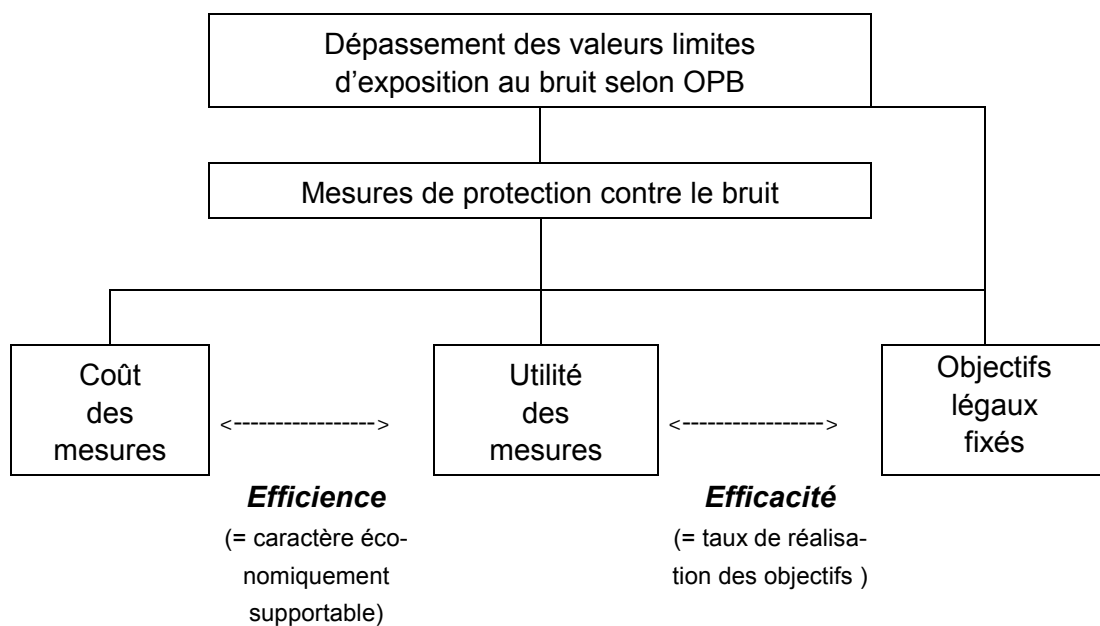 Dépassement des valeurs limites
d’exposition au bruit selon OPB
Mesures de protection contre le bruit
Coût
des
mesures
<----------------->
Utilité
des
mesures
<----------------->
Objectifs
légaux
fixés
Efficience
(= caractère éco-
nomiquement
supportable)
Efficacité
(= taux de réalisa-
tion des objectifs )